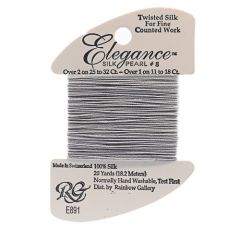 Twisted Silk
For Fine
Counted Work
Elegance™
SILK PEARL #8
Over 2 on 25 to 32 Ct. - Over 1 on 11 to 18 Ct.
Made in Switzerland
100% Silk
20 Yards (18.2 Meters)
Normally Hand Washable, Test First
Dist. by Rainbow Gallery
RG
E891